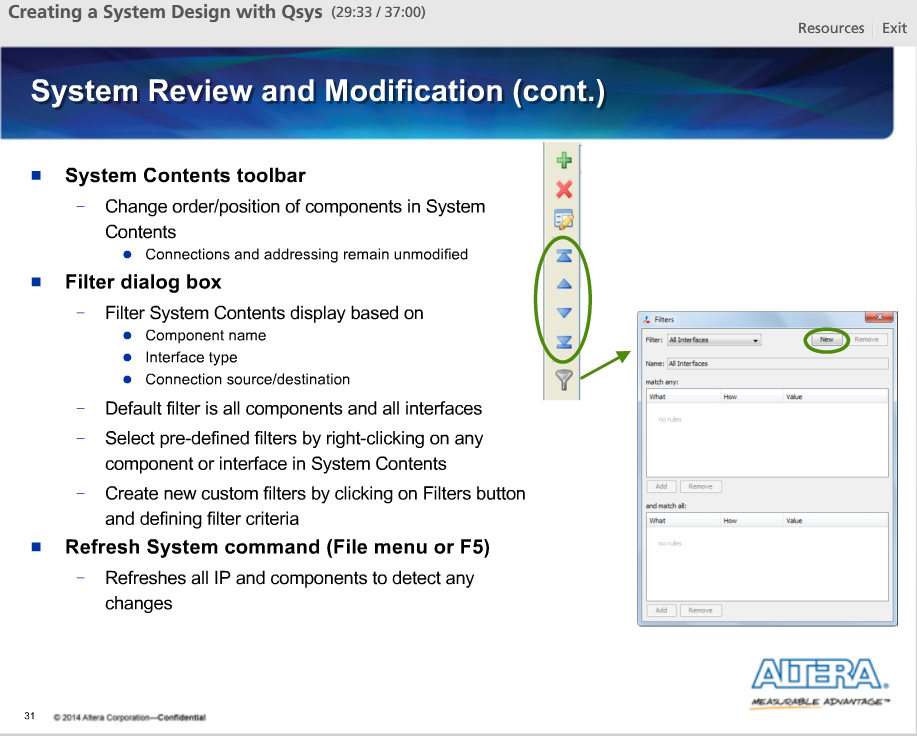 Creating a System Design with Qsys (29:33 / 37:00)
Resources Exit
System Review and Modification (cont.)
System Contents toolbar
– Change order/position of components in System
Contents
Connections and addressing remain unmodified
Filter dialog box
– Filter System Contents display based on
Component name
Interface type
Connection source/destination
– Default filter is all components and all interfaces
– Select pre-defined filters by right-clicking on any
component or interface in System Contents
– Create new custom filters by clicking on Filters button
and defining filter criteria
Refresh System command (File menu or F5)
– Refreshes all IP and components to detect any
changes
Filters
Filter: All Interfaces New Remove
Name: All Interfaces
match any:
What How Value
no rules
Add Remove
and match all:
What How Value
no rules
Add Remove
ALTERA.
MEASURABLE ADVANTAGE™
31 © 2014 Altera Corporation—Confidential